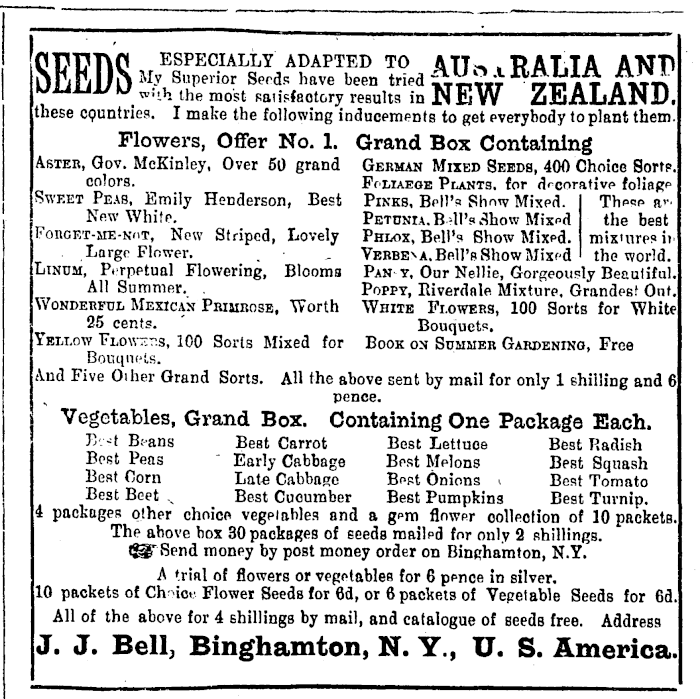 SEEDS ESPECIALLY ADAPTED TO AUSTRALIA AND
My Superior Seeds have been tried
with the most satisfactory results in NEW ZEALAND.
these countries. I make the following inducements to get everybody to plant them.
Flowers, Offer No. 1. Grand Box Containing
ASTER, Gov. McKinley, Over 50 grand colors.
SWEET PEAS, Emily Henderson, Best New White.
FORGET-ME-NOT, New Striped, Lovely Large Flower.
LINUM, Perpetual Flowering, Blooms All Summer.
WONDERFUL MEXICAN PRIMROSE, Worth 25 cents.
YELLOW FLOWERS, 100 Sorts Mixed for Bouquets.
GERMAN MIXED SEEDS, 400 Choice Sorts.
FOLIAEGE PLANTS, for decorative foliage
PINKS, Bell's Show Mixed.
PETUNIA, Bell's Show Mixed
PHLOX, Bell's Show Mixed.
VERBENA, Bell's Show Mixed
These are
the best
mixtures in
the world.
PANSY, Our Nellie, Gorgeously Beautiful.
POPPY, Riverdale Mixture, Grandest Out.
WHITE FLOWERS, 100 Sorts for White Bouquets.
BOOK ON SUMMER GARDENING, Free
And Five Other Grand Sorts. All the above sent by mail for only 1 shilling and 6
pence.
Vegetables, Grand Box. Containing One Package Each.
Best Beans Best Carrot Best Lettuce Best Radish
Best Peas Early Cabbage Best Melons Best Squash
Best Corn Late Cabbage Best Onions Best Tomato
Best Beet Best Cucumber Best Pumpkins Best Turnip.
4 packages other choice vegetables and a gem flower collection of 10 packets.
The above box 30 packages of seeds mailed for only 2 shillings.
Send money by post money order on Binghamton, N.Y.
A trial of flowers or vegetables for 6 pence in silver.
10 packets of Choice Flower Seeds for 6d, or 6 packets of Vegetable Seeds for 6d.
All of the above for 4 shillings by mail, and catalogue of seeds free. Address
J. J. Bell, Binghamton, N. Y., U. S. America.